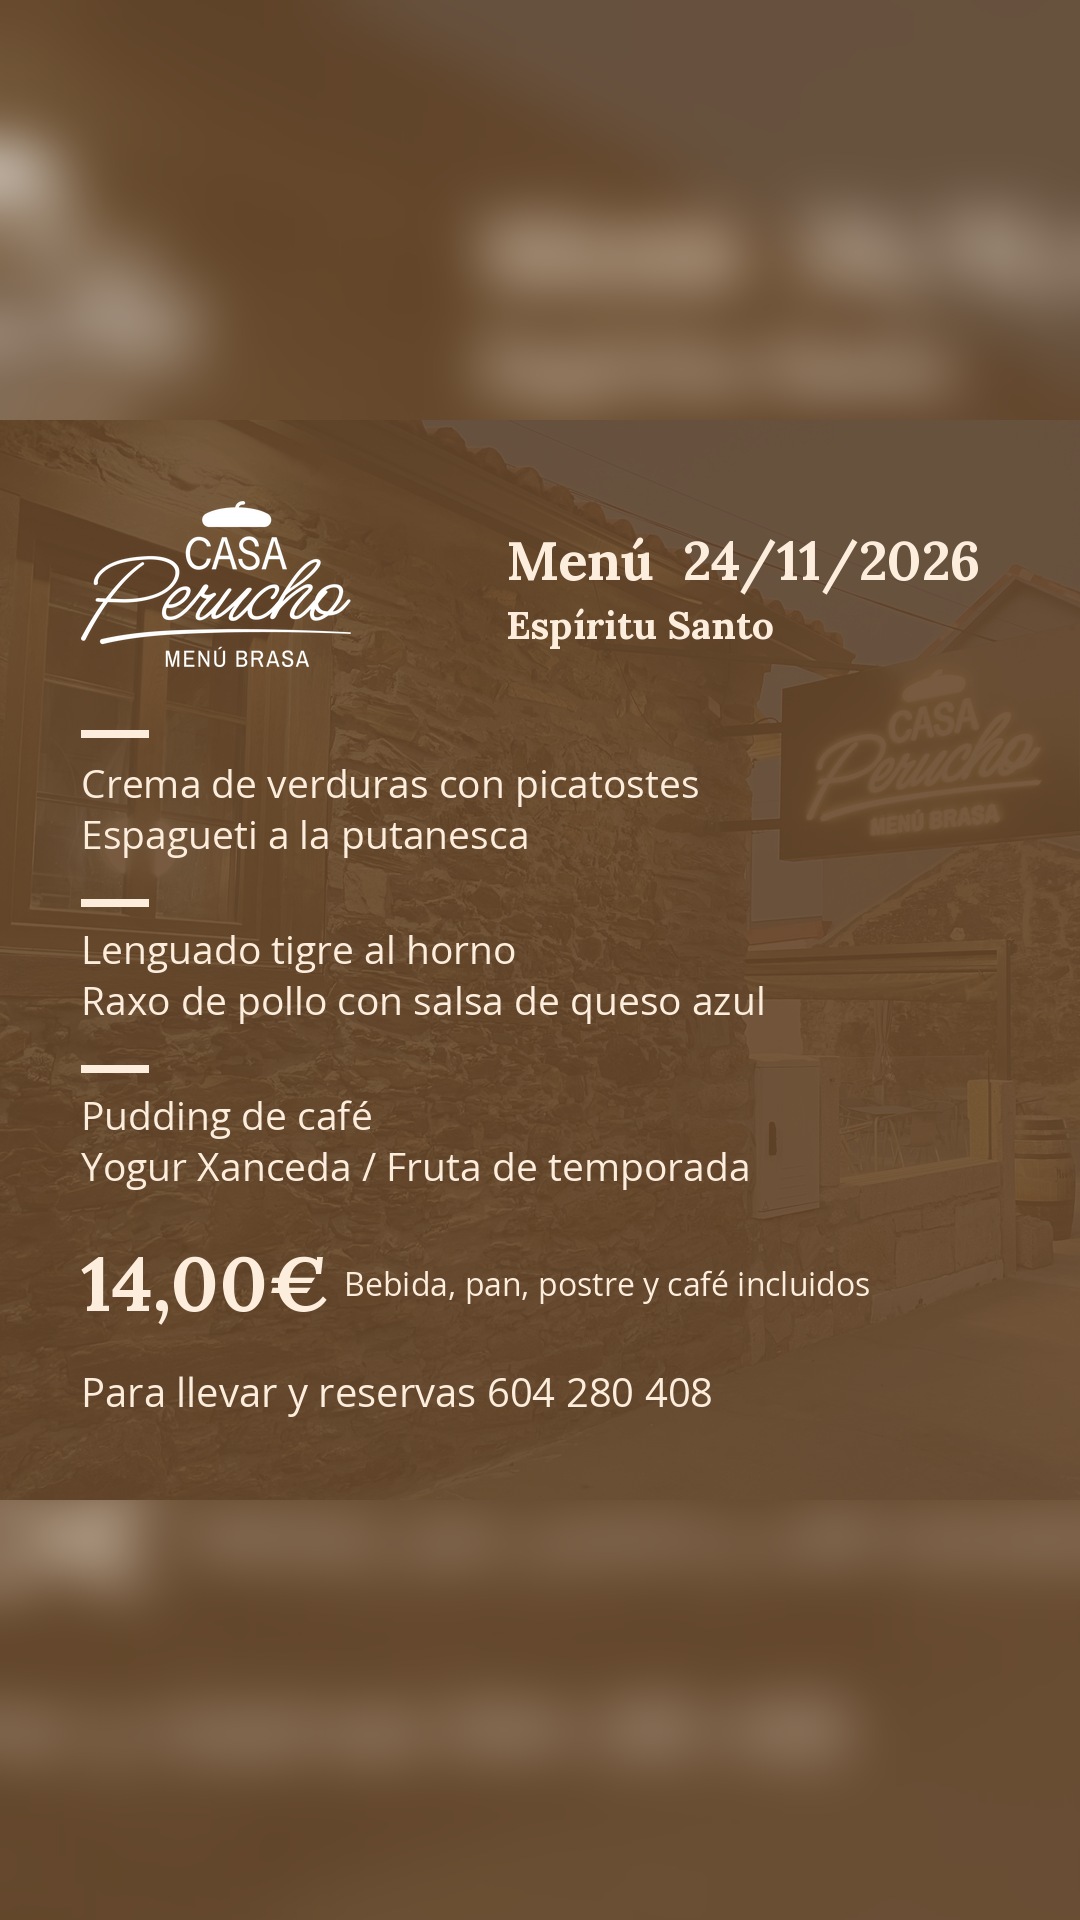 CASA
Perucho
MENÚ BRASA
Menú 24/11/2026
Espíritu Santo
CASA
Perucho
MENÚ BRASA
Crema de verduras con picatostes
Espagueti a la putanesca
Lenguado tigre al horno
Raxo de pollo con salsa de queso azul
Pudding de café
Yogur Xanceda / Fruta de temporada
14,00€ Bebida, pan, postre y café incluidos
Para llevar y reservas 604 280 408